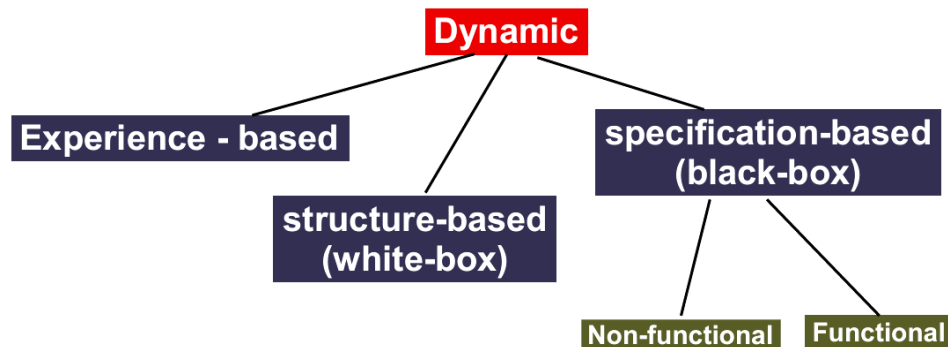 Dynamic
Experience - based
specification-based
(black-box)
structure-based
(white-box)
Non-functional
Functional